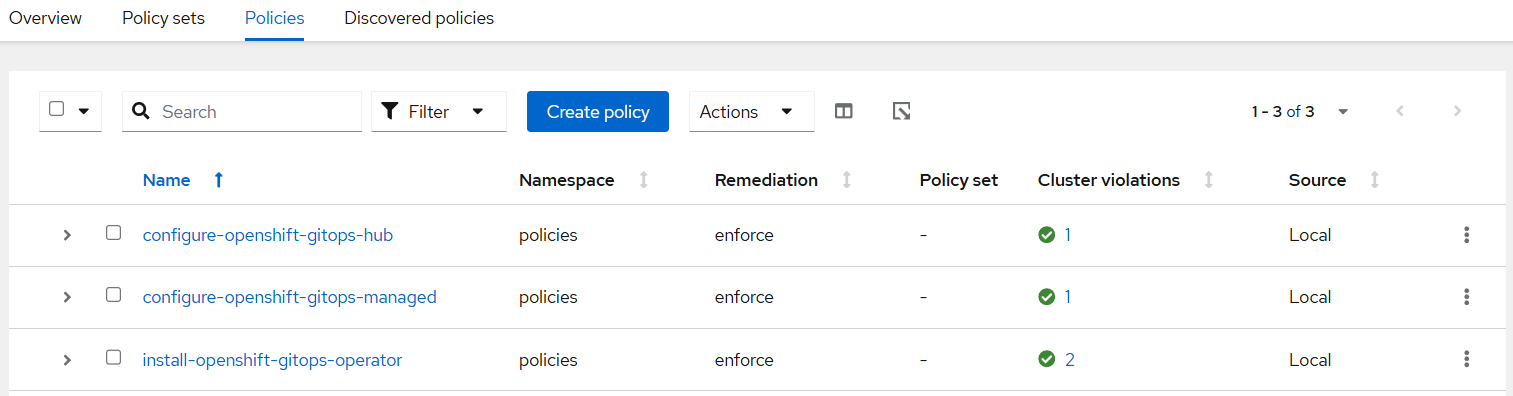 Overview Policy sets Policies Discovered policies
Search Filter Create policy Actions 1 - 3 of 3
Name Namespace Remediation Policy set Cluster violations Source
configure-openshift-gitops-hub policies enforce - 1 Local
configure-openshift-gitops-managed policies enforce - 1 Local
install-openshift-gitops-operator policies enforce - 2 Local